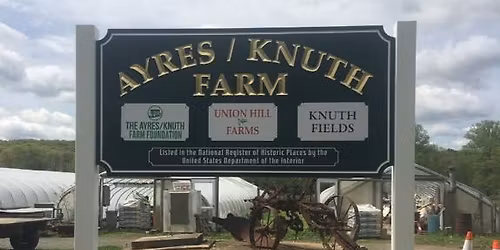 AYRES / KNUTH
FARM
THE AYRES/KNUTH
FARM FOUNDATION
UNION HILL
FARMS
KNUTH
FIELDS
Listed in the National Register of Historic Places by the
United States Department of the Interior